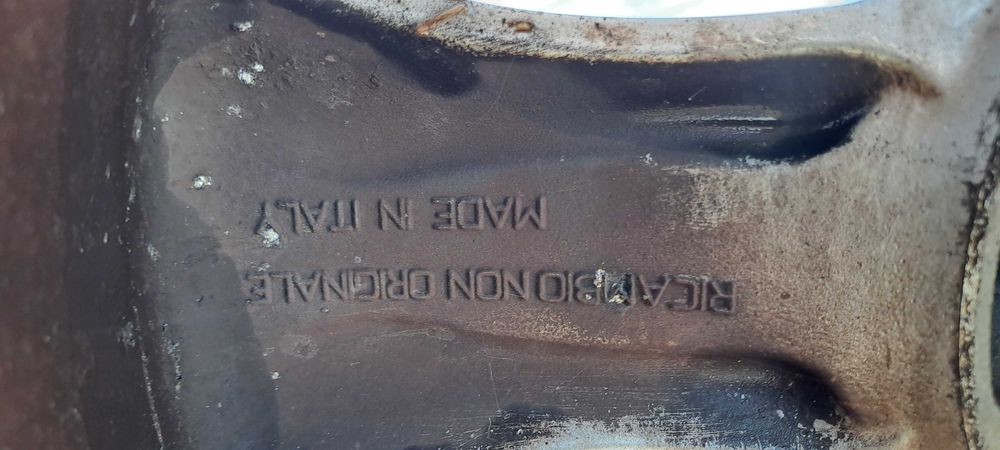 RICAMBIO NON ORIGINALE
MADE IN ITALY